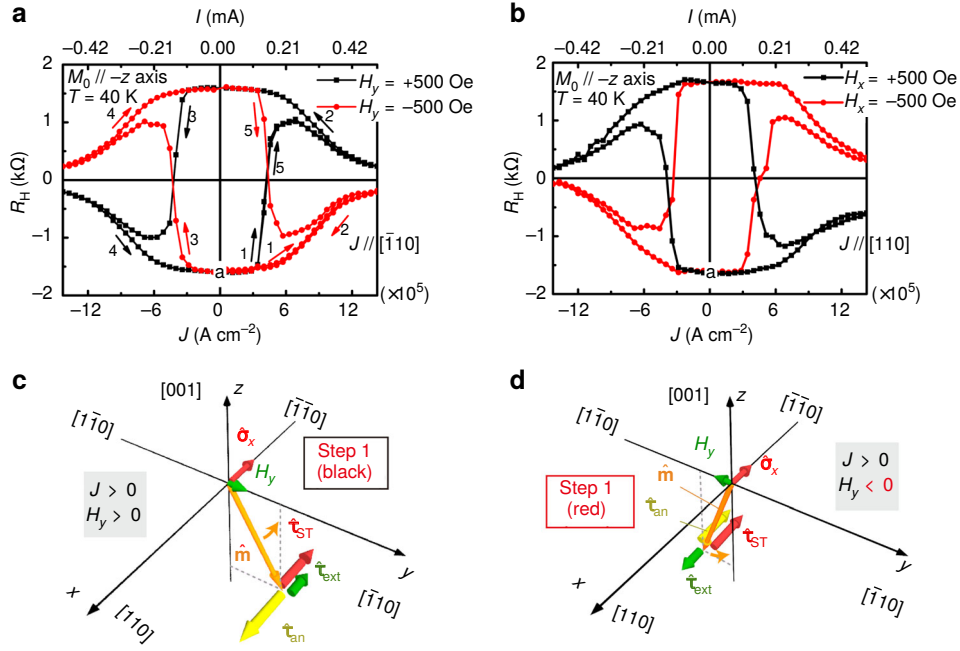 a
I (mA)
−0.42 −0.21 0.00 0.21 0.42
M0 // −z axis
T = 40 K
Hy = +500 Oe
Hy = −500 Oe
2
1
0
−1
−2
RH (kΩ)
4
3
5
2
5
4
3
1
1
2
a
J // [1̄10]
−12 −6 0 6 12
(×10⁵)
J (A cm⁻²)
b
I (mA)
−0.42 −0.21 0.00 0.21 0.42
M0 // −z axis
T = 40 K
Hx = +500 Oe
Hx = −500 Oe
2
1
0
−1
−2
RH (kΩ)
a
J // [110]
−12 −6 0 6 12
(×10⁵)
J (A cm⁻²)
c
[001]
z
[11̄0]
[1̄1̄0]
σ̂x
Hy
Step 1
(black)
J > 0
Hy > 0
τ̂ST
m̂
τ̂ext
τ̂an
x
[110]
y
[1̄10]
d
[001]
z
[11̄0]
[1̄1̄0]
Hy
σ̂x
m̂
J > 0
Hy < 0
Step 1
(red)
τ̂an
τ̂ST
τ̂ext
x
[110]
y
[1̄10]